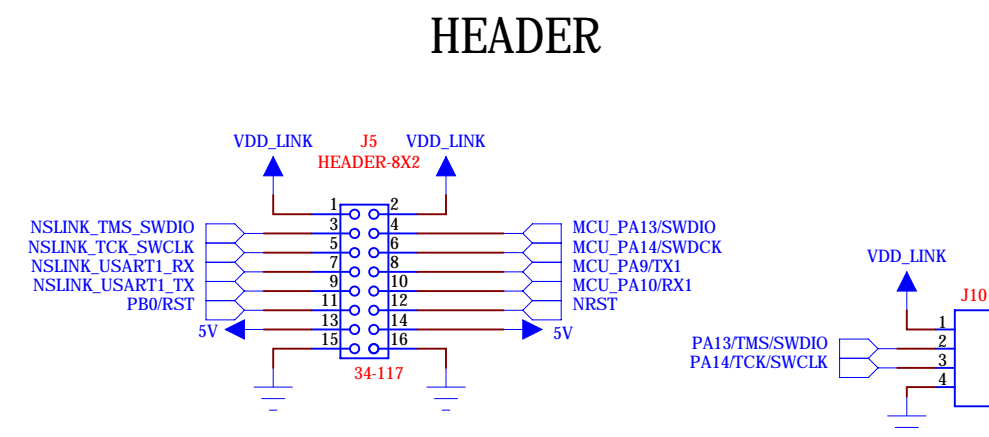 HEADER
VDD_LINK J5 VDD_LINK
HEADER-8X2
1 2
NSLINK_TMS_SWDIO 3 4 MCU_PA13/SWDIO
NSLINK_TCK_SWCLK 5 6 MCU_PA14/SWDCK
NSLINK_USART1_RX 7 8 MCU_PA9/TX1
NSLINK_USART1_TX 9 10 MCU_PA10/RX1
PB0/RST 11 12 NRST
5V 13 14 5V
15 16
34-117
VDD_LINK
J10
1
PA13/TMS/SWDIO 2
PA14/TCK/SWCLK 3
4